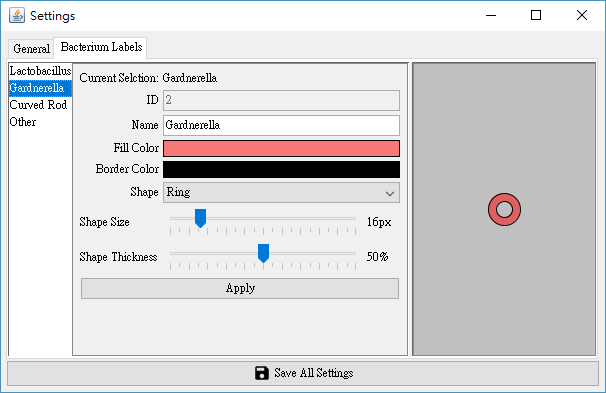 Settings
General
Bacterium Labels
Lactobacillus
Gardnerella
Curved Rod
Other
Current Selction: Gardnerella
ID 2
Name Gardnerella
Fill Color
Border Color
Shape Ring
Shape Size 16px
Shape Thickness 50%
Apply
Save All Settings